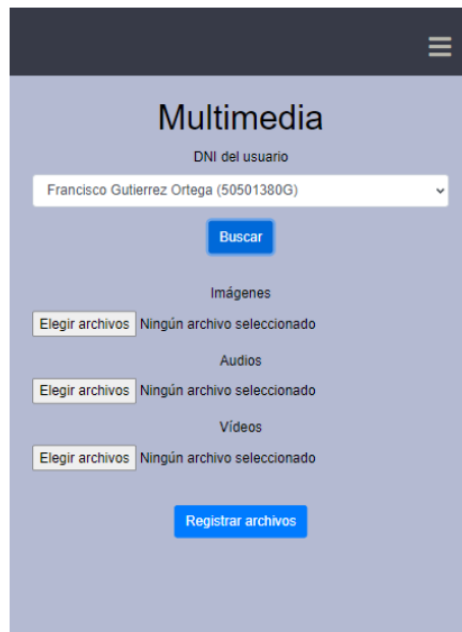 Multimedia
DNI del usuario
Francisco Gutierrez Ortega (50501380G)
Buscar
Imágenes
Elegir archivos Ningún archivo seleccionado
Audios
Elegir archivos Ningún archivo seleccionado
Vídeos
Elegir archivos Ningún archivo seleccionado
Registrar archivos